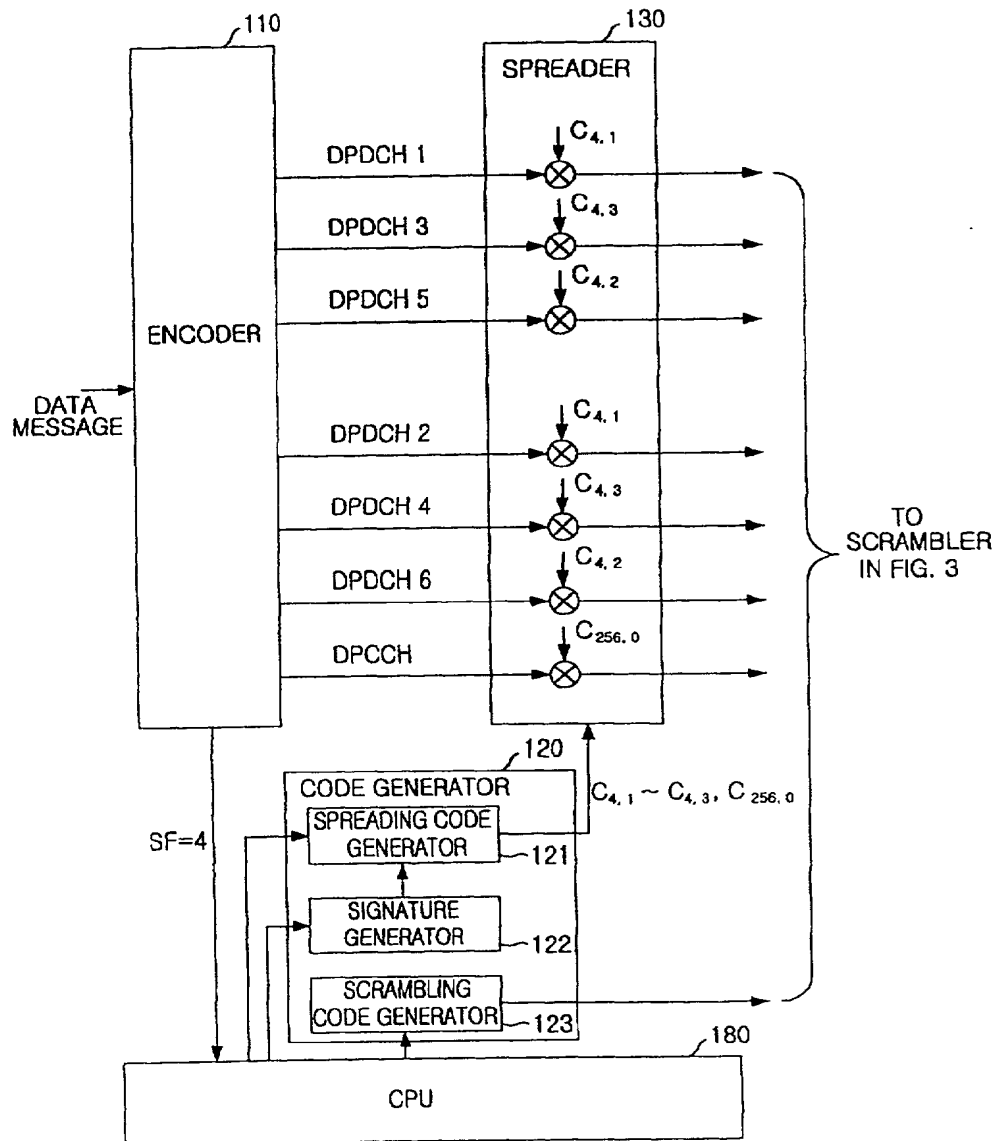 110
130
SPREADER
C4,1
DPDCH 1
C4,3
DPDCH 3
C4,2
DPDCH 5
ENCODER
DATA
MESSAGE
C4,1
DPDCH 2
C4,3
DPDCH 4
TO
SCRAMBLER
IN FIG. 3
C4,2
DPDCH 6
C256,0
DPCCH
120
CODE GENERATOR
C4,1 ~ C4,3, C256,0
SF=4
SPREADING CODE
GENERATOR
121
SIGNATURE
GENERATOR
122
SCRAMBLING
CODE GENERATOR
123
180
CPU